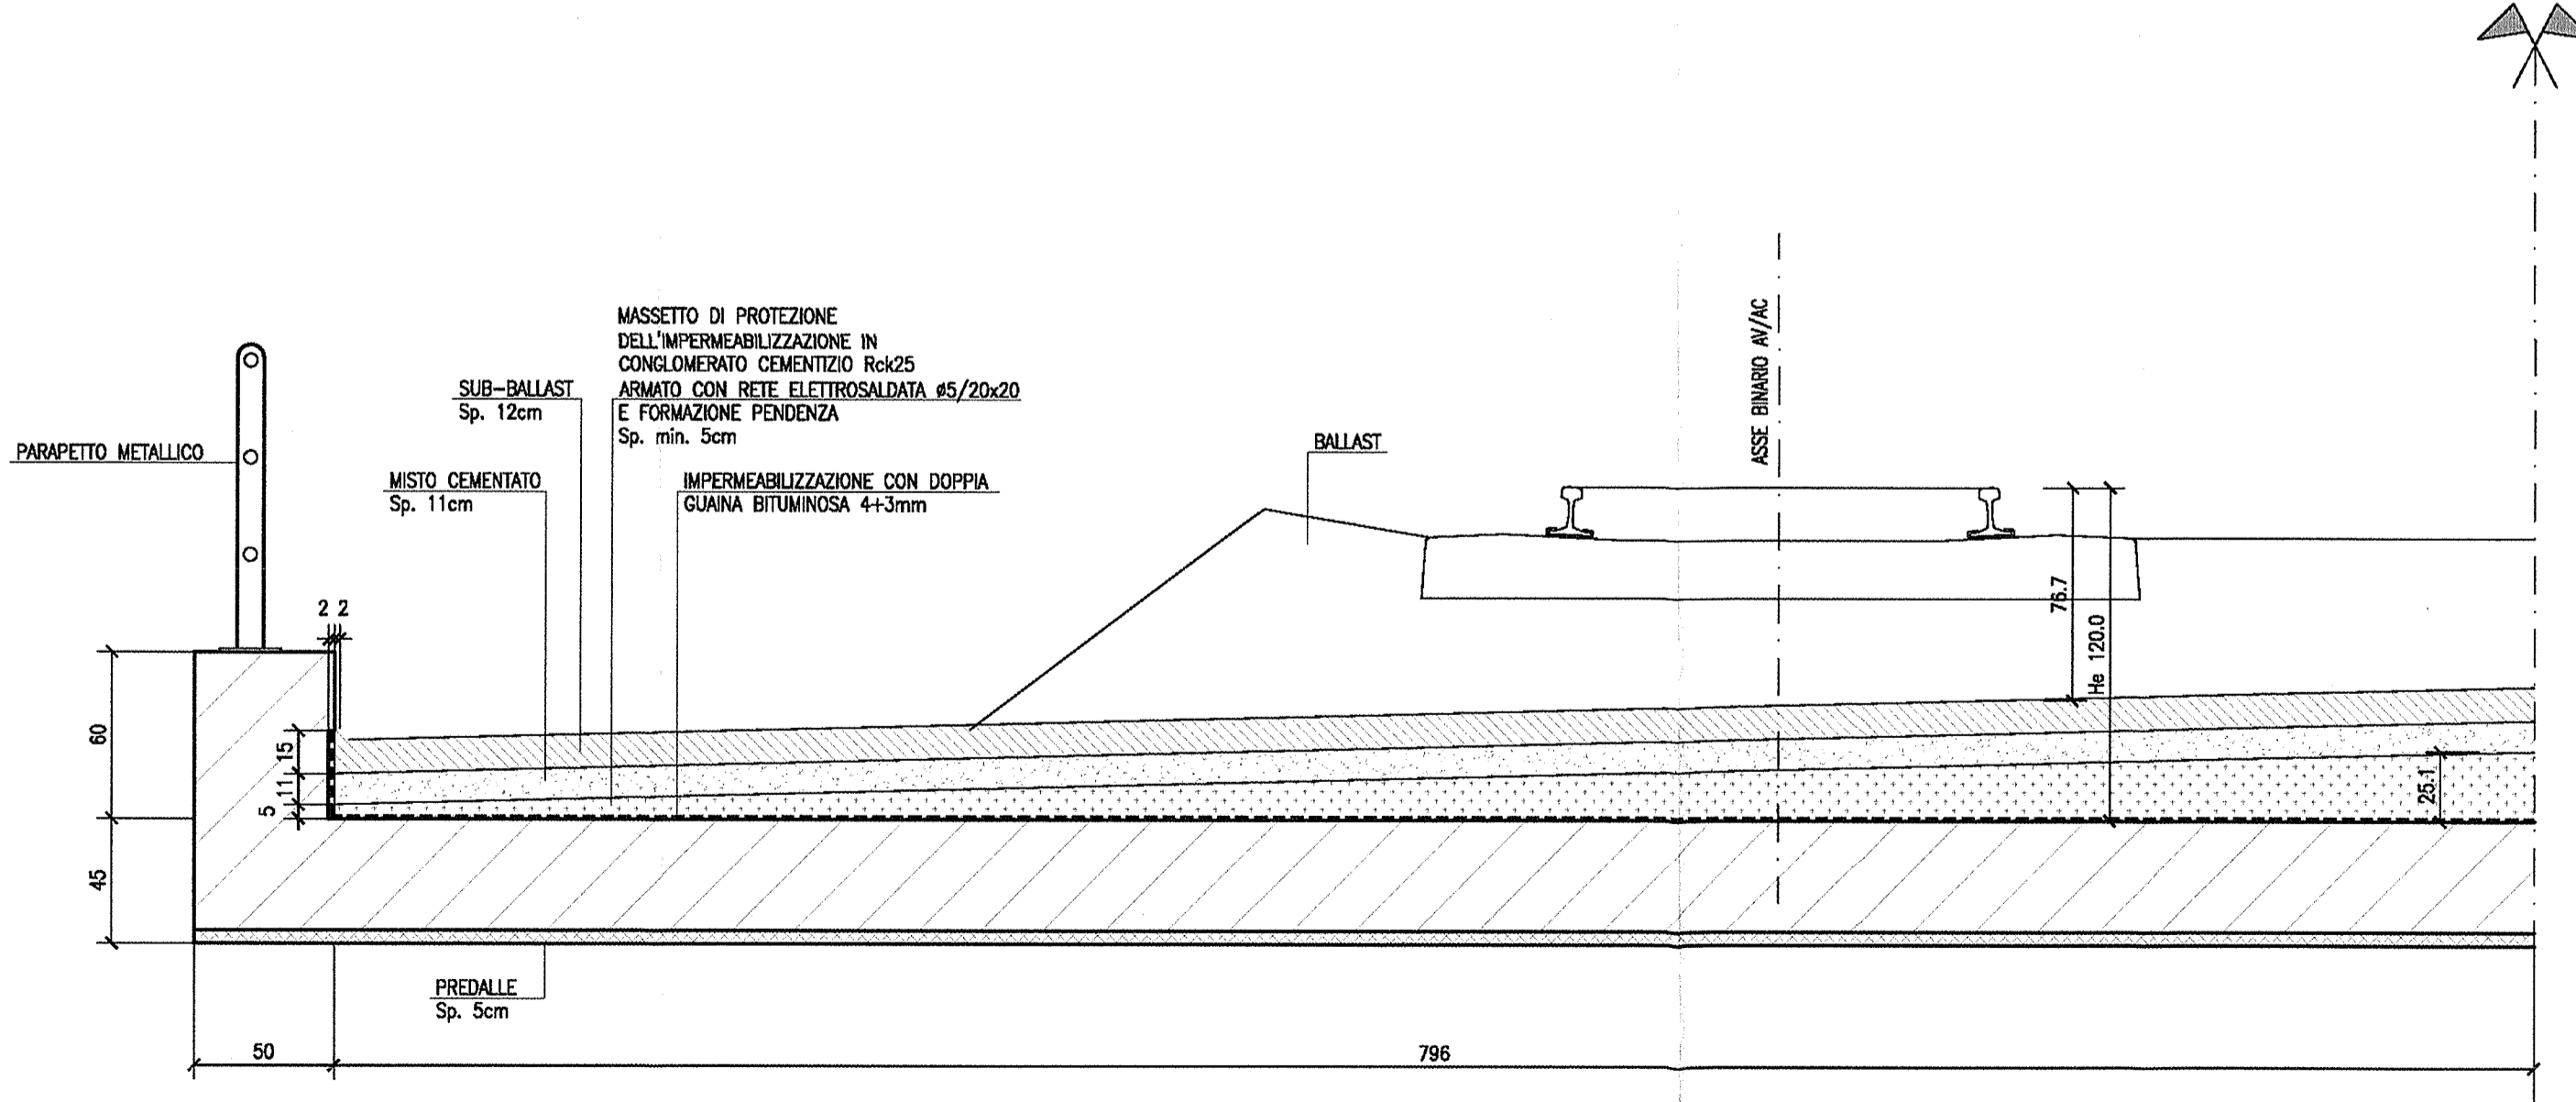 MASSETTO DI PROTEZIONE
DELL'IMPERMEABILIZZAZIONE IN
CONGLOMERATO CEMENTIZIO Rck25
ARMATO CON RETE ELETTROSALDATA ø5/20x20
E FORMAZIONE PENDENZA
Sp. min. 5cm
SUB-BALLAST
Sp. 12cm
PARAPETTO METALLICO
MISTO CEMENTATO
Sp. 11cm
IMPERMEABILIZZAZIONE CON DOPPIA
GUAINA BITUMINOSA 4+3mm
BALLAST
ASSE BINARIO AV/AC
2 2
76.7
He 120.0
60
15
11
5
25.1
45
PREDALLE
Sp. 5cm
50
796